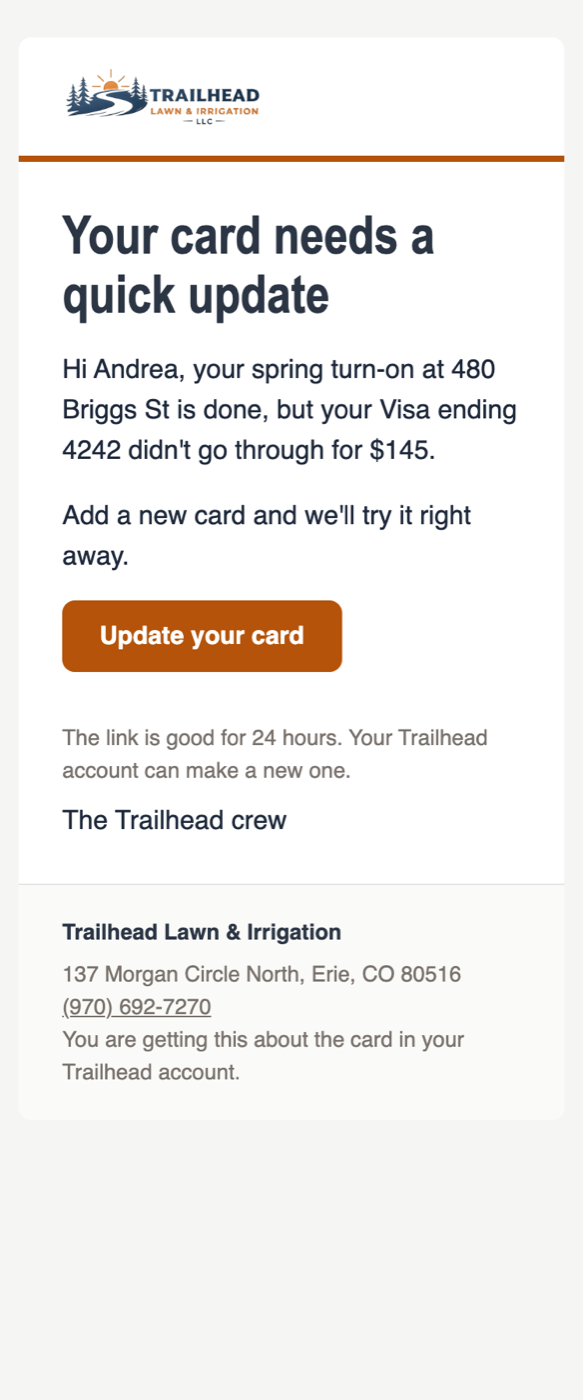 TRAILHEAD
LAWN & IRRIGATION
LLC
Your card needs a
quick update
Hi Andrea, your spring turn-on at 480
Briggs St is done, but your Visa ending
4242 didn't go through for $145.
Add a new card and we'll try it right
away.
Update your card
The link is good for 24 hours. Your Trailhead
account can make a new one.
The Trailhead crew
Trailhead Lawn & Irrigation
137 Morgan Circle North, Erie, CO 80516
(970) 692-7270
You are getting this about the card in your
Trailhead account.